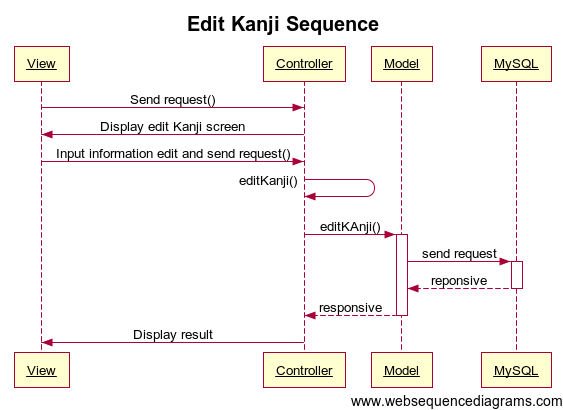 Edit Kanji Sequence
View
Controller
Model
MySQL
Send request()
Display edit Kanji screen
Input information edit and send request()
editKanji()
editKAnji()
send request
reponsive
responsive
Display result
View
Controller
Model
MySQL
www.websequencediagrams.com